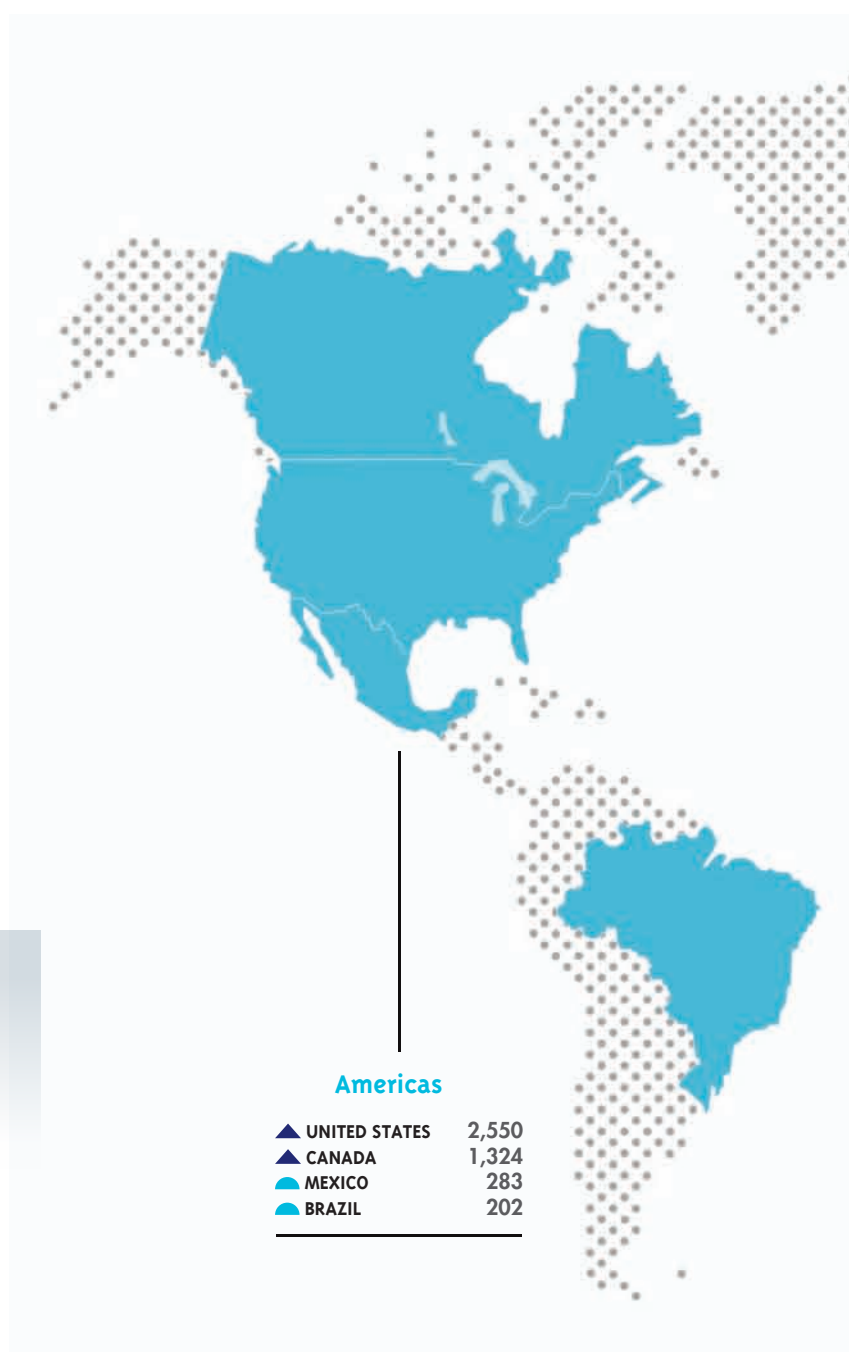 Americas
UNITED STATES 2,550
CANADA 1,324
MEXICO 283
BRAZIL 202